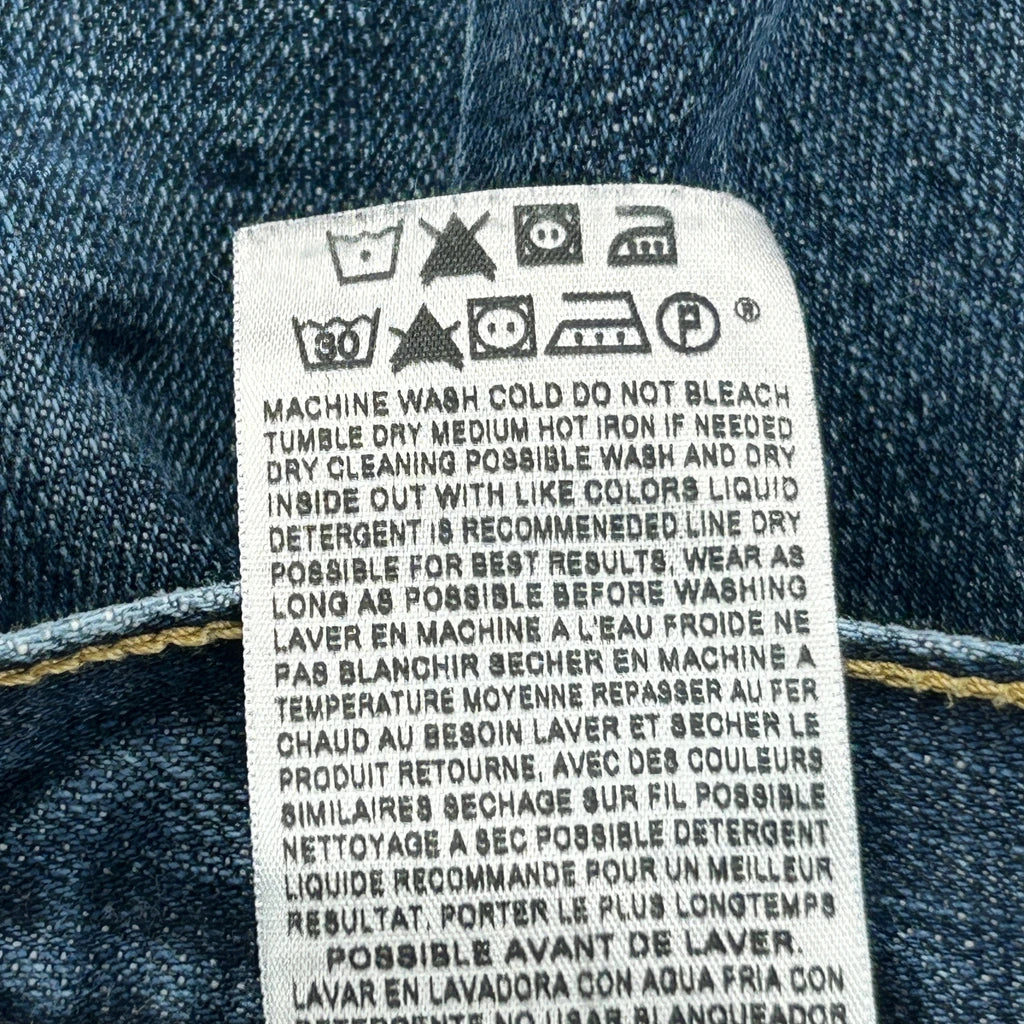 30 P ®
MACHINE WASH COLD DO NOT BLEACH
TUMBLE DRY MEDIUM HOT IRON IF NEEDED
DRY CLEANING POSSIBLE WASH AND DRY
INSIDE OUT WITH LIKE COLORS LIQUID
DETERGENT IS RECOMMENEDED LINE DRY
POSSIBLE FOR BEST RESULTS, WEAR AS
LONG AS POSSIBLE BEFORE WASHING
LAVER EN MACHINE A L'EAU FROIDE NE
PAS BLANCHIR SECHER EN MACHINE A
TEMPERATURE MOYENNE REPASSER AU FER
CHAUD AU BESOIN LAVER ET SECHER LE
PRODUIT RETOURNE, AVEC DES COULEURS
SIMILAIRES SECHAGE SUR FIL POSSIBLE
NETTOYAGE A SEC POSSIBLE DETERGENT
LIQUIDE RECOMMANDE POUR UN MEILLEUR
RESULTAT, PORTER LE PLUS LONGTEMPS
POSSIBLE AVANT DE LAVER.
LAVAR EN LAVADORA CON AGUA FRIA CON
DETERGENTE NO USAR BLANQUEADOR